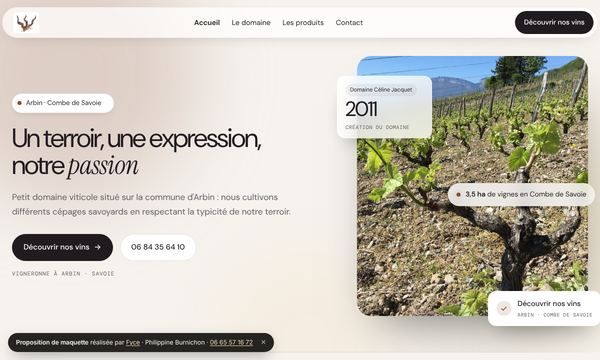 Accueil Le domaine Les produits Contact
Découvrir nos vins
Arbin · Combe de Savoie
Un terroir, une expression,
notre passion
Petit domaine viticole situé sur la commune d'Arbin : nous cultivons
différents cépages savoyards en respectant la typicité de notre terroir.
Découvrir nos vins →
06 84 35 64 10
VIGNERONNE À ARBIN · SAVOIE
Domaine Céline Jacquet
2011
CRÉATION DU DOMAINE
3,5 ha de vignes en Combe de Savoie
Découvrir nos vins
ARBIN · COMBE DE SAVOIE
Proposition de maquette réalisée par Fyce · Philippine Burnichon · 06 65 57 16 72 ×